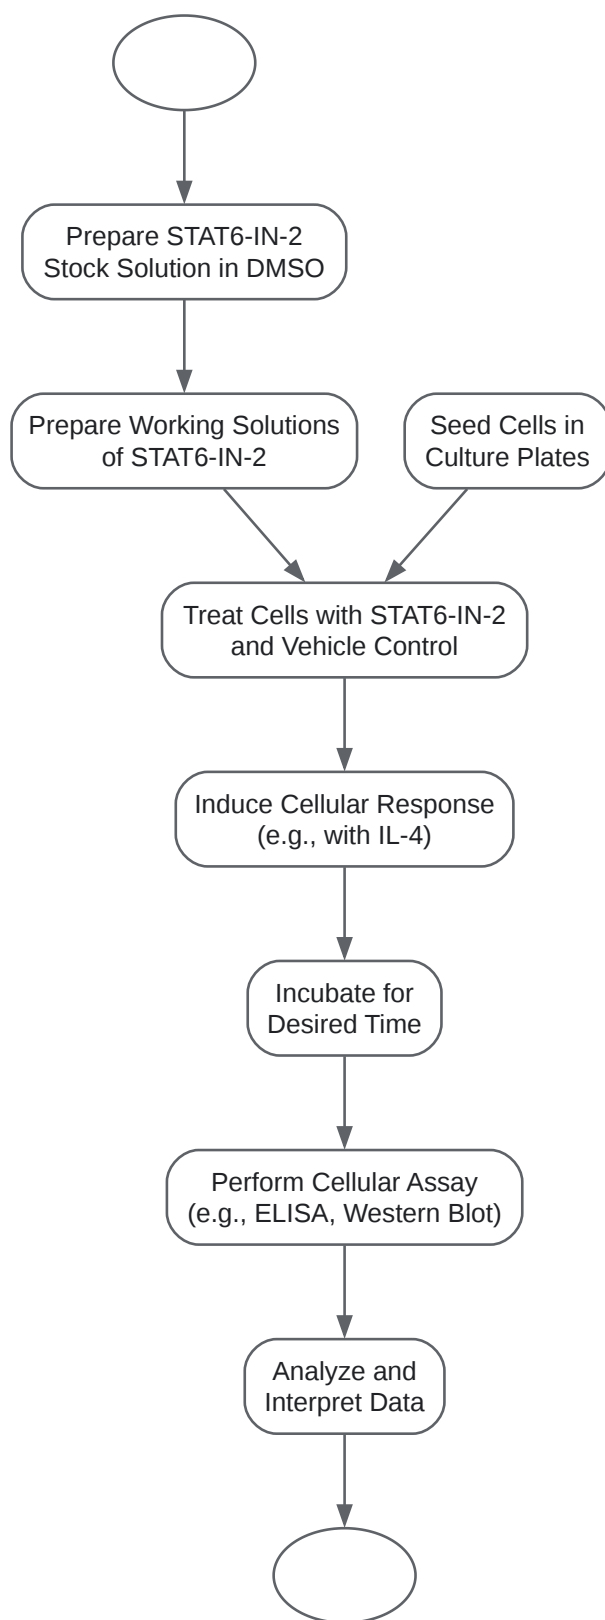 Prepare STAT6-IN-2
Stock Solution in DMSO
Prepare Working Solutions
of STAT6-IN-2
Seed Cells in
Culture Plates
Treat Cells with STAT6-IN-2
and Vehicle Control
Induce Cellular Response
(e.g., with IL-4)
Incubate for
Desired Time
Perform Cellular Assay
(e.g., ELISA, Western Blot)
Analyze and
Interpret Data